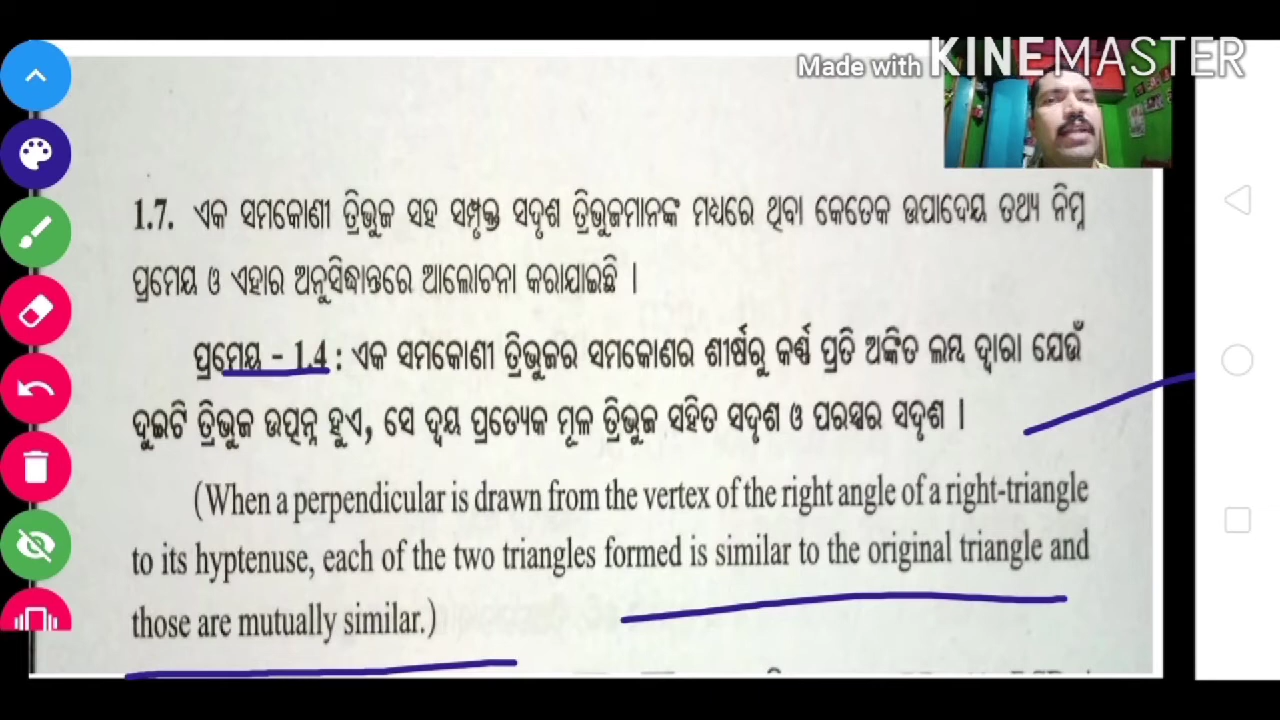 Made with KINEMASTER
1.7. ଏକ ସମକୋଣୀ ତ୍ରିଭୁଜ ସହ ସମ୍ପୃକ୍ତ ସଦୃଶ ତ୍ରିଭୁଜମାନଙ୍କ ମଧ୍ୟରେ ଥିବା କେତେକ ଉପାଦେୟ ତଥ୍ୟ ନିମ୍ନ
ପ୍ରମେୟ ଓ ଏହାର ଅନୁସିଦ୍ଧାନ୍ତରେ ଆଲୋଚନା କରାଯାଇଛି ।
ପ୍ରମେୟ - 1.4 : ଏକ ସମକୋଣୀ ତ୍ରିଭୁଜର ସମକୋଣର ଶୀର୍ଷରୁ କର୍ଣ୍ଣ ପ୍ରତି ଅଙ୍କିତ ଲମ୍ବ ଦ୍ୱାରା ଯେଉଁ
ଦୁଇଟି ତ୍ରିଭୁଜ ଉତ୍ପନ୍ନ ହୁଏ, ସେ ଦ୍ୱୟ ପ୍ରତ୍ୟେକ ମୂଳ ତ୍ରିଭୁଜ ସହିତ ସଦୃଶ ଓ ପରସ୍ପର ସଦୃଶ ।
(When a perpendicular is drawn from the vertex of the right angle of a right-triangle
to its hyptenuse, each of the two triangles formed is similar to the original triangle and
those are mutually similar.)